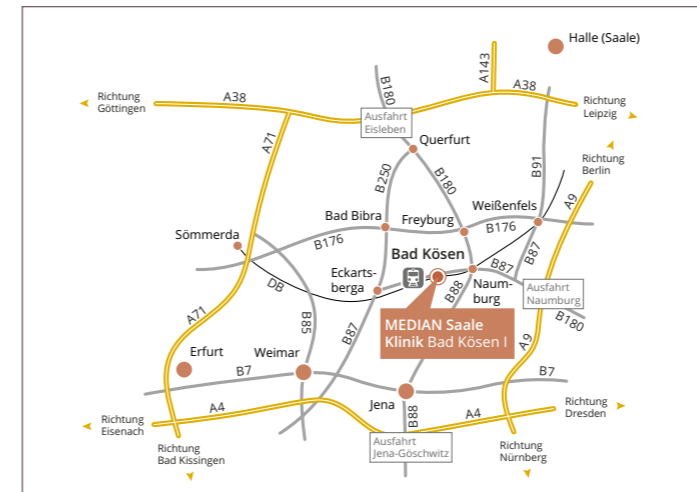 Halle (Saale)
A143
B180
A38
A38
Richtung
Göttingen
Richtung
Leipzig
Ausfahrt
Eisleben
A71
Querfurt
B91
Richtung
Berlin
B250
B180
A9
Weißenfels
Bad Bibra
Freyburg
B176
Sömmerda
B176
Bad Kösen
B87
B87
Eckarts-
berga
Naum-
burg
DB
B88
Ausfahrt
Naumburg
A71
B85
B87
MEDIAN Saale
Klinik Bad Kösen I
B180
A9
Erfurt
Weimar
B7
B7
Jena
A4
B88
A4
Richtung
Dresden
Richtung
Eisenach
Ausfahrt
Jena-Göschwitz
Richtung
Bad Kissingen
Richtung
Nürnberg